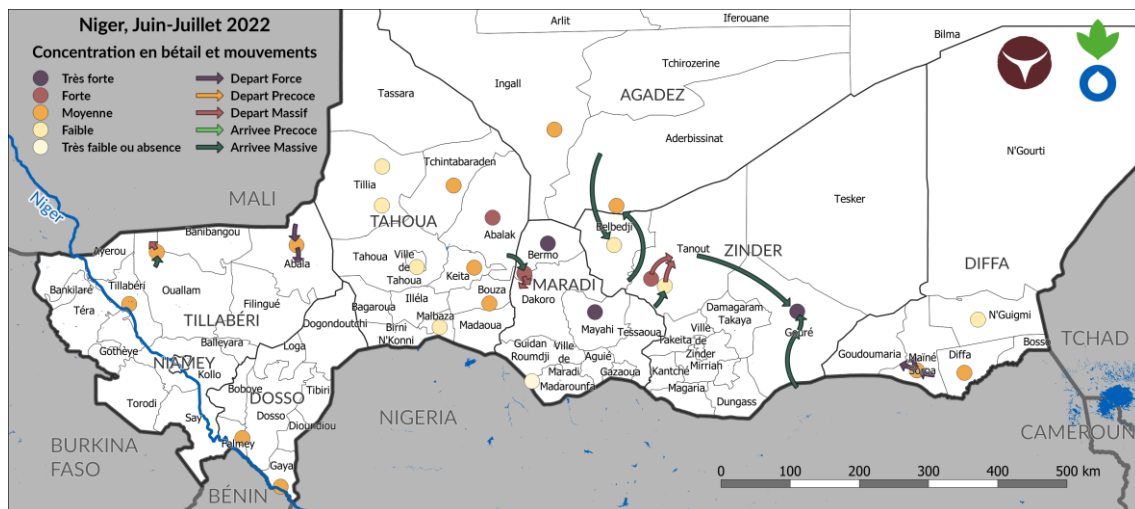 Niger, Juin-Juillet 2022
Concentration en bétail et mouvements
Très forte
Forte
Moyenne
Faible
Très faible ou absence
Depart Force
Depart Precoce
Depart Massif
Arrivee Precoce
Arrivee Massive
Arlit
Iferouane
Bilma
Tchirozerine
Ingall
Tassara
AGADEZ
Aderbissinat
N'Gourti
Tchintabaraden
Tillia
MALI
Niger
Tesker
TAHOUA
Banibangou
Ayerou
Abalak
Belbedji
Bermo
Tanout
ZINDER
DIFFA
Abala
Tahoua
Ville de Tahoua
Keita
Ouallam
Tillabéri
Bankilaré
Filingué
MARADI
Dakoro
Bouza
Illéla
Bagaroua
Téra
TILLABÉRI
Dogondoutchi
Birni N'Konni
Malbaza
Madaoua
Mayahi
Tessaoua
Damagaram Takaya
Gouré
N'Guigmi
TCHAD
Balleyara
Gothèye
NIAMEY
Kollo
Loga
Guidan Roumdji
Ville de Maradi
Aguié
Gazaoua
Takeita
Ville de Zinder
Mirriah
Kantché
Magaria
Dungass
Goudoumaria
Maïné Soroa
Diffa
Bosso
Torodi
Say
Boboye
DOSSO
Tibiri
Dosso
Dioundiou
Madarounfa
NIGERIA
CAMEROUN
BURKINA FASO
Falmey
Gaya
BÉNIN
0 100 200 300 400 500 km